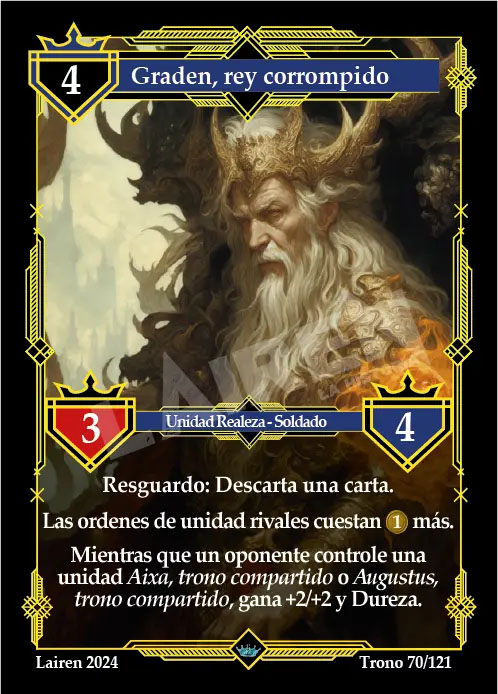 4
Graden, rey corrompido
LAIREN
3
Unidad Realeza - Soldado
4
Resguardo: Descarta una carta.
Las ordenes de unidad rivales cuestan 1 más.
Mientras que un oponente controle una
unidad Aixa, trono compartido o Augustus,
trono compartido, gana +2/+2 y Dureza.
Lairen 2024
Trono 70/121